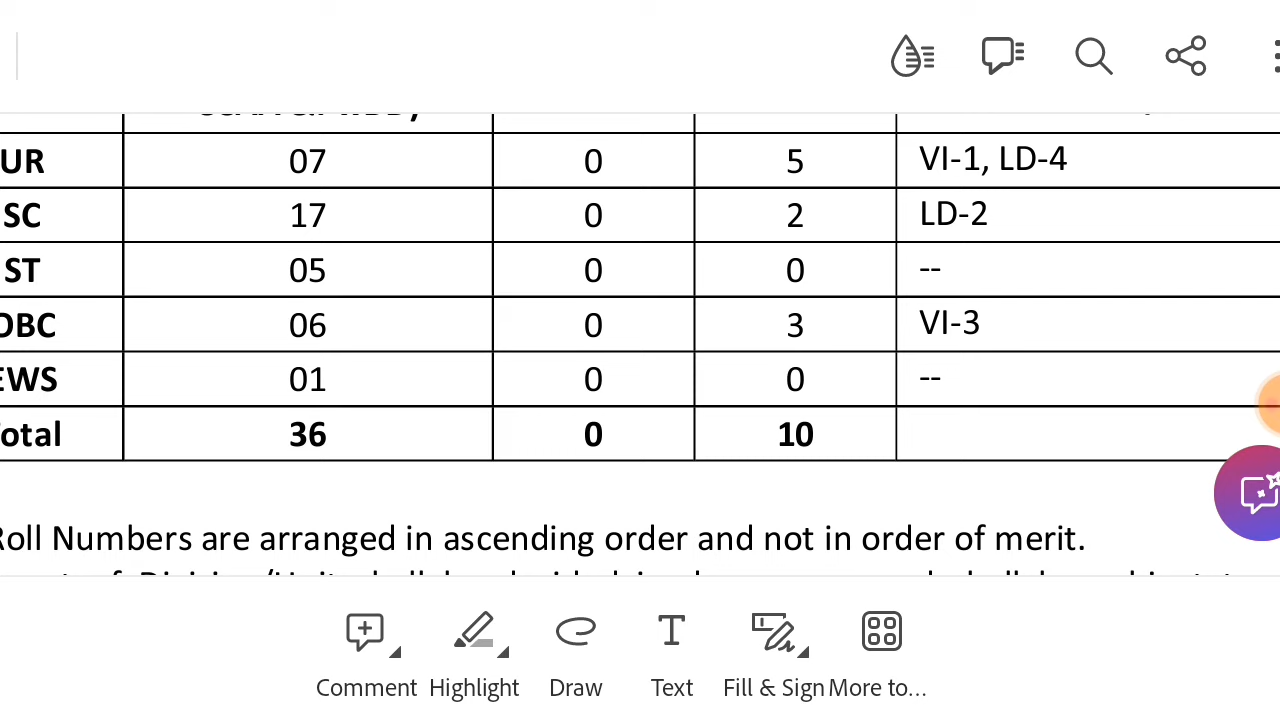 UR 07 0 5 VI-1, LD-4
SC 17 0 2 LD-2
ST 05 0 0 --
OBC 06 0 3 VI-3
EWS 01 0 0 --
Total 36 0 10
Roll Numbers are arranged in ascending order and not in order of merit.
Comment Highlight Draw Text Fill & Sign More to...